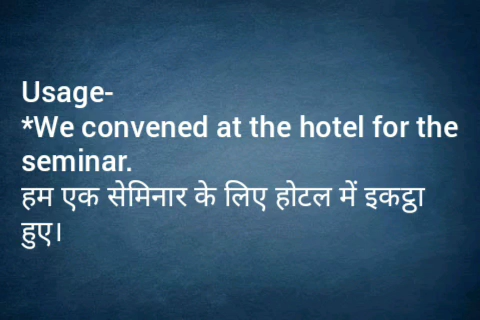 Usage-
*We convened at the hotel for the
seminar.
हम एक सेमिनार के लिए होटल में इकट्ठा
हुए।